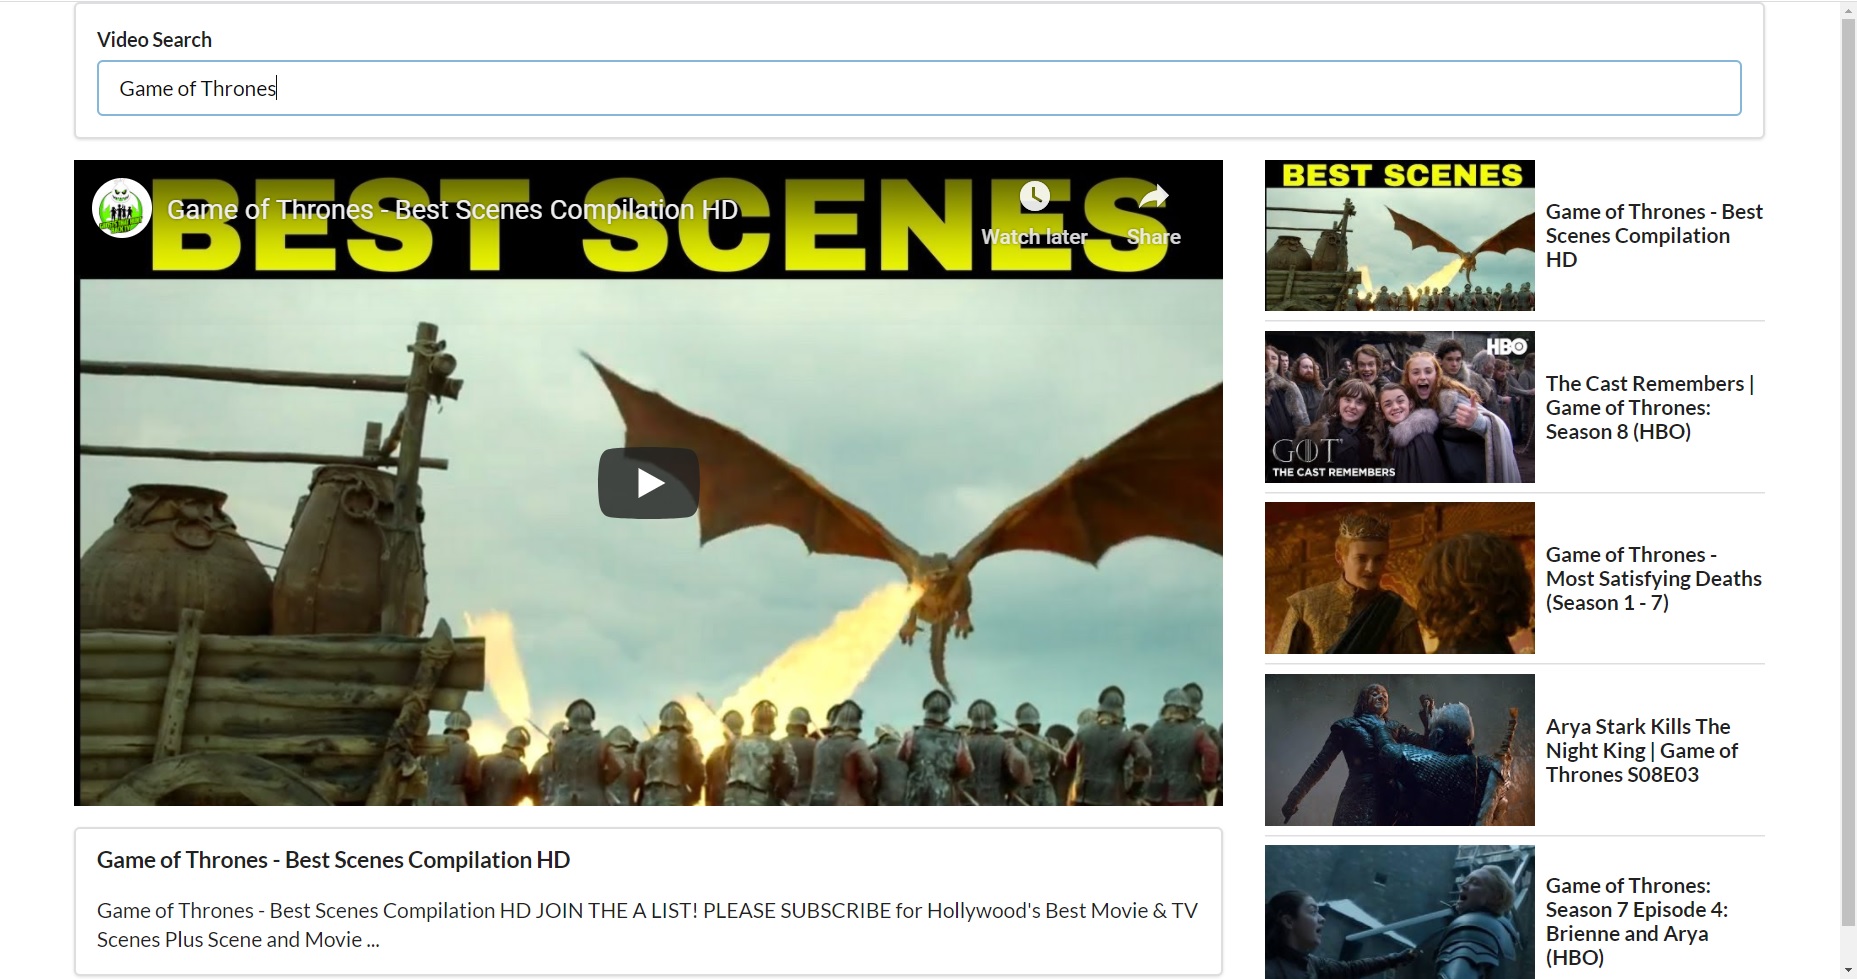 Video Search
Game of Thrones
BEST SCENES
Game of Thrones - Best Scenes Compilation HD
Watch later
Share
Game of Thrones - Best Scenes Compilation HD
Game of Thrones - Best Scenes Compilation HD JOIN THE A LIST! PLEASE SUBSCRIBE for Hollywood's Best Movie & TV
Scenes Plus Scene and Movie ...
BEST SCENES
Game of Thrones - Best
Scenes Compilation
HD
HBO
GOT
THE CAST REMEMBERS
The Cast Remembers |
Game of Thrones:
Season 8 (HBO)
Game of Thrones -
Most Satisfying Deaths
(Season 1 - 7)
Arya Stark Kills The
Night King | Game of
Thrones S08E03
Game of Thrones:
Season 7 Episode 4:
Brienne and Arya
(HBO)